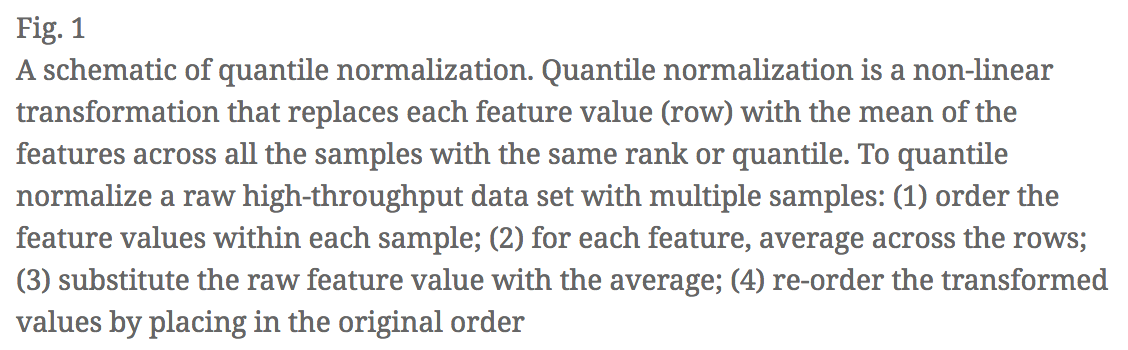 Fig. 1
A schematic of quantile normalization. Quantile normalization is a non-linear
transformation that replaces each feature value (row) with the mean of the
features across all the samples with the same rank or quantile. To quantile
normalize a raw high-throughput data set with multiple samples: (1) order the
feature values within each sample; (2) for each feature, average across the rows;
(3) substitute the raw feature value with the average; (4) re-order the transformed
values by placing in the original order